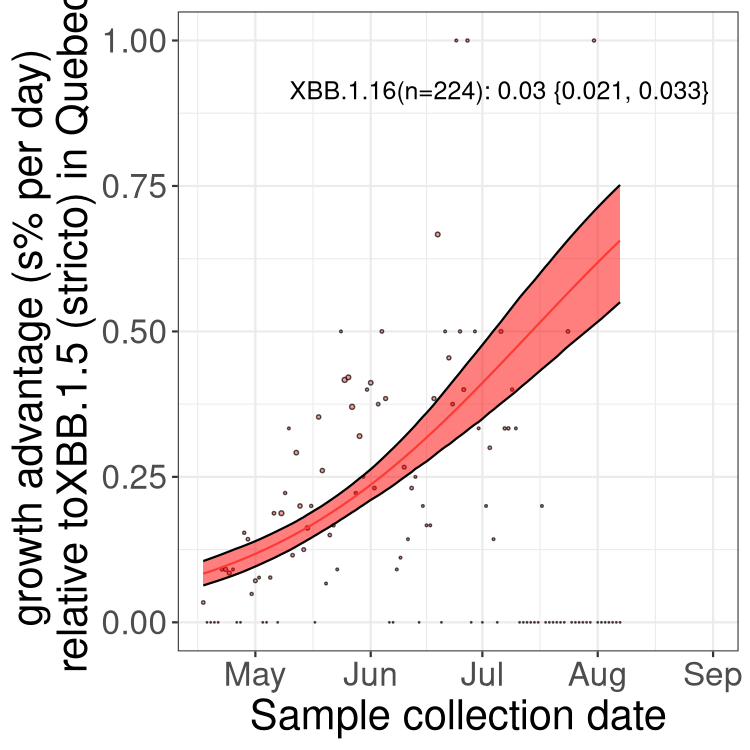 growth advantage (s% per day)
relative toXBB.1.5 (stricto) in Quebec
1.00
0.75
0.50
0.25
0.00
XBB.1.16(n=224): 0.03 {0.021, 0.033}
May Jun Jul Aug Sep
Sample collection date